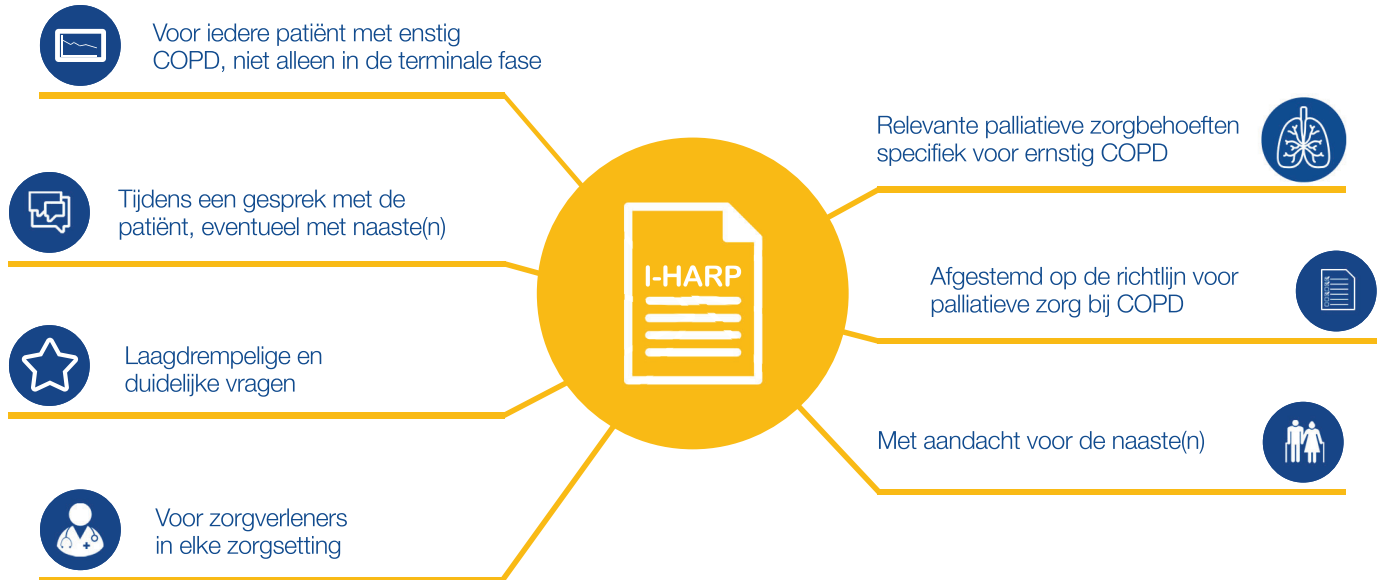 Voor iedere patiënt met enstig
COPD, niet alleen in de terminale fase
Tijdens een gesprek met de
patiënt, eventueel met naaste(n)
Laagdrempelige en
duidelijke vragen
Voor zorgverleners
in elke zorgsetting
I-HARP
Relevante palliatieve zorgbehoeften
specifiek voor ernstig COPD
Afgestemd op de richtlijn voor
palliatieve zorg bij COPD
Met aandacht voor de naaste(n)